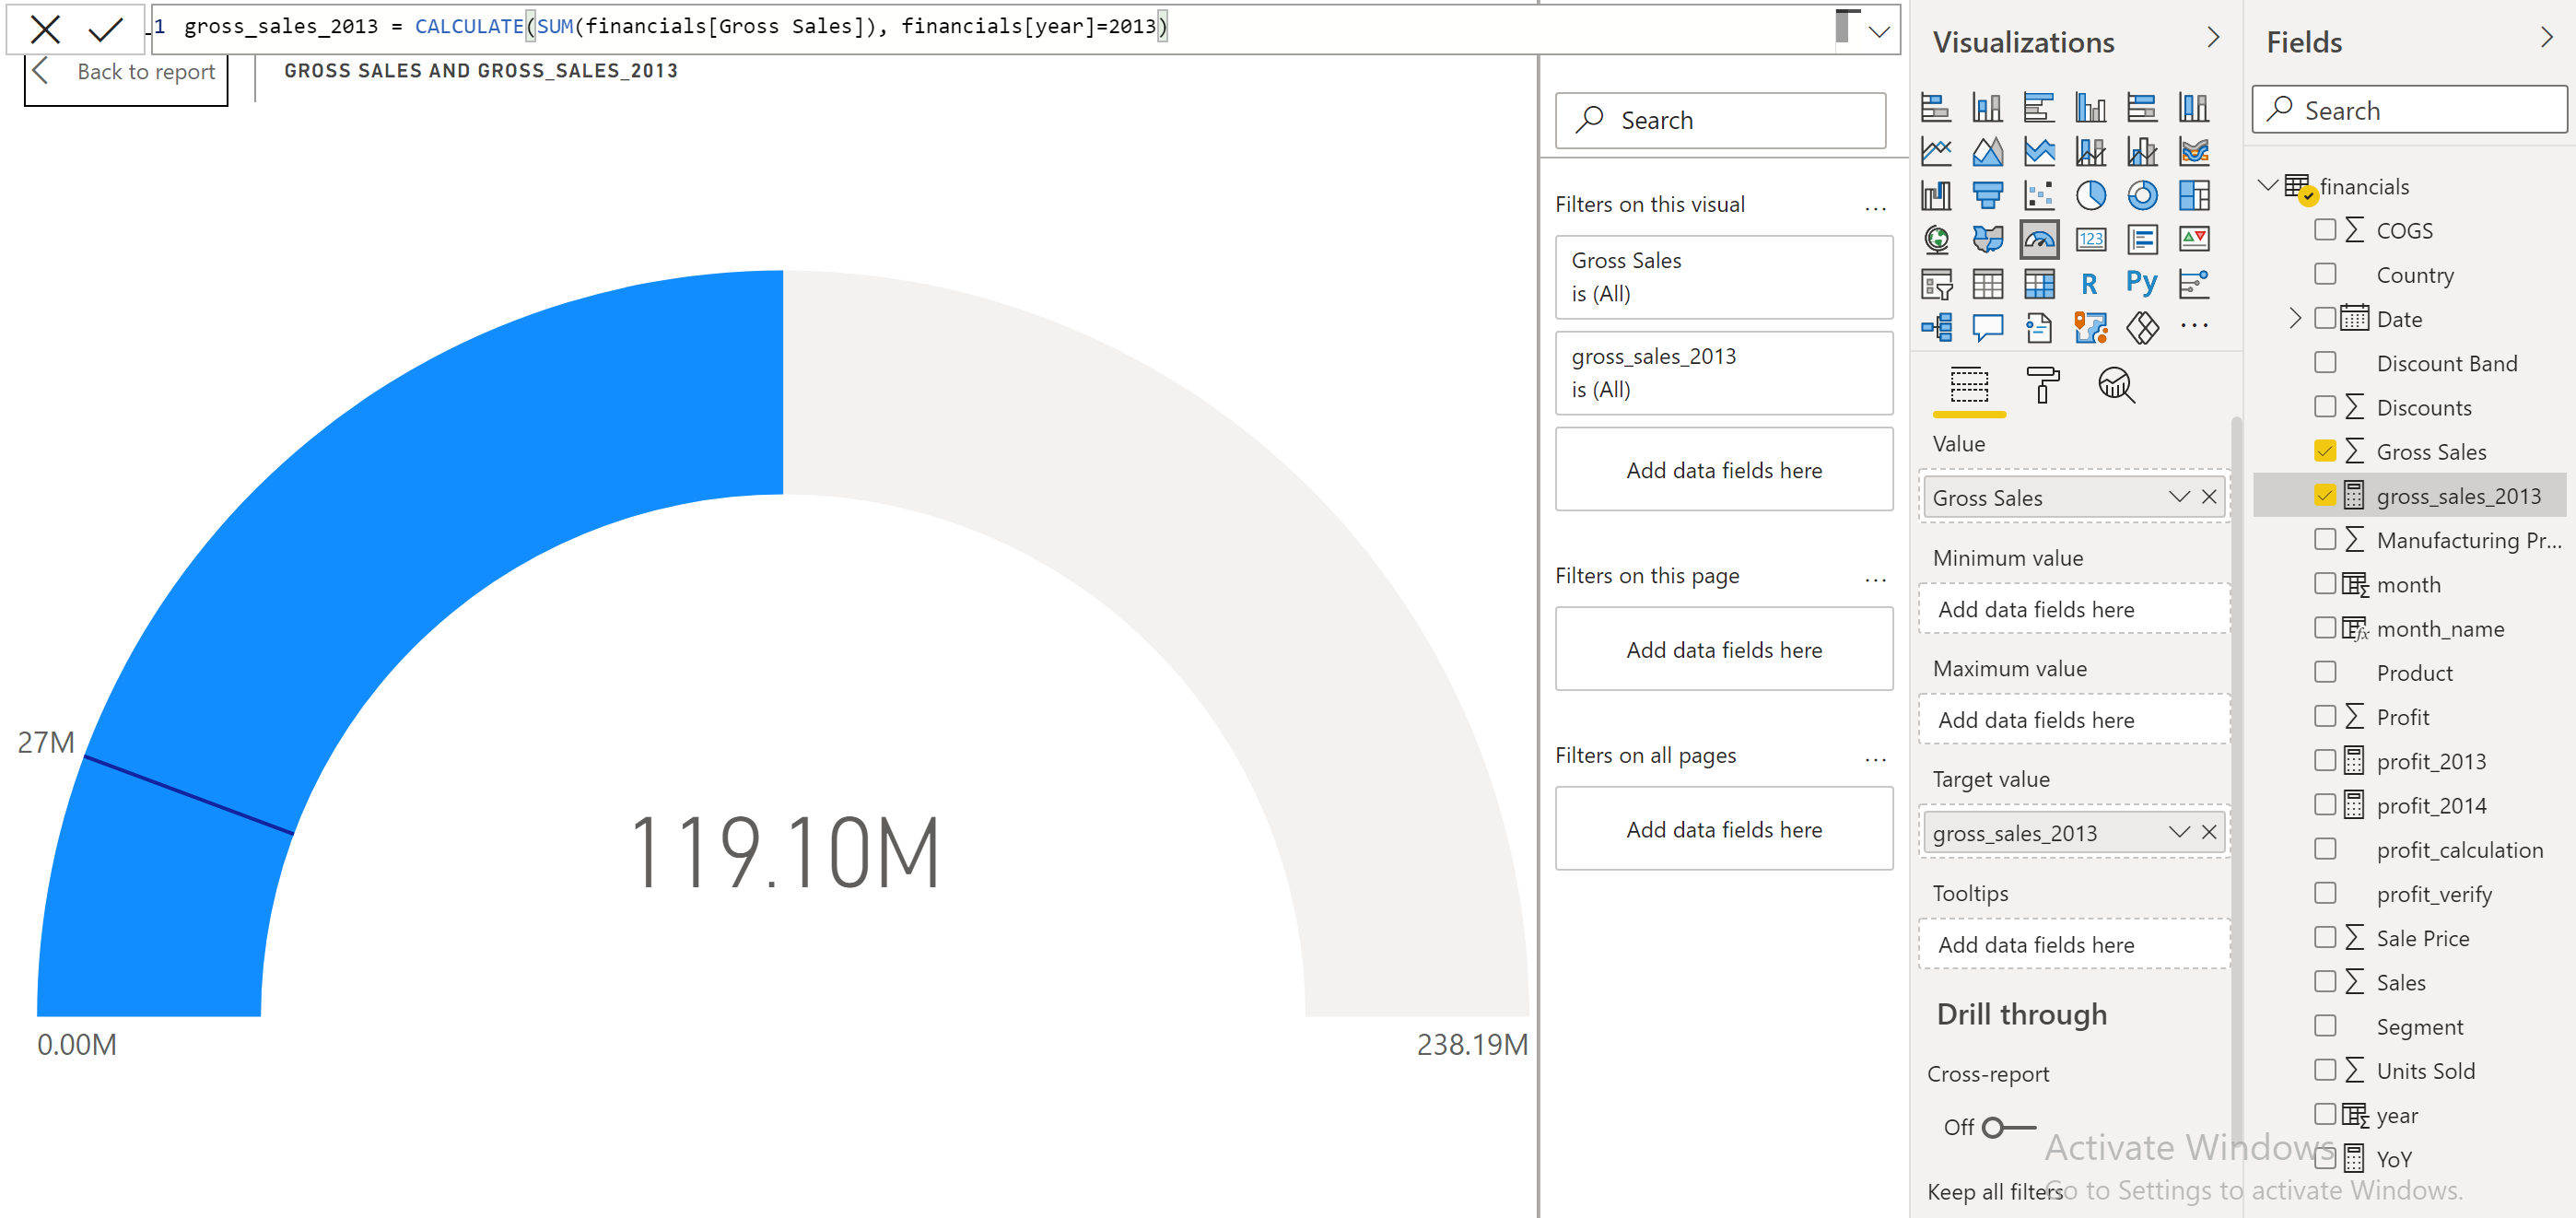 1 gross_sales_2013 = CALCULATE(SUM(financials[Gross Sales]), financials[year]=2013)
Back to report
GROSS SALES AND GROSS_SALES_2013
27M
119.10M
0.00M
238.19M
Search
Filters on this visual
...
Gross Sales
is (All)
gross_sales_2013
is (All)
Add data fields here
Filters on this page
...
Add data fields here
Filters on all pages
...
Add data fields here
Visualizations
123
R
Py
...
Value
Gross Sales
Minimum value
Add data fields here
Maximum value
Add data fields here
Target value
gross_sales_2013
Tooltips
Add data fields here
Drill through
Cross-report
Off
Keep all filters
Fields
Search
financials
COGS
Country
Date
Discount Band
Discounts
Gross Sales
gross_sales_2013
Manufacturing Pr...
month
month_name
Product
Profit
profit_2013
profit_2014
profit_calculation
profit_verify
Sale Price
Sales
Segment
Units Sold
year
YoY
Activate Windows
Go to Settings to activate Windows.